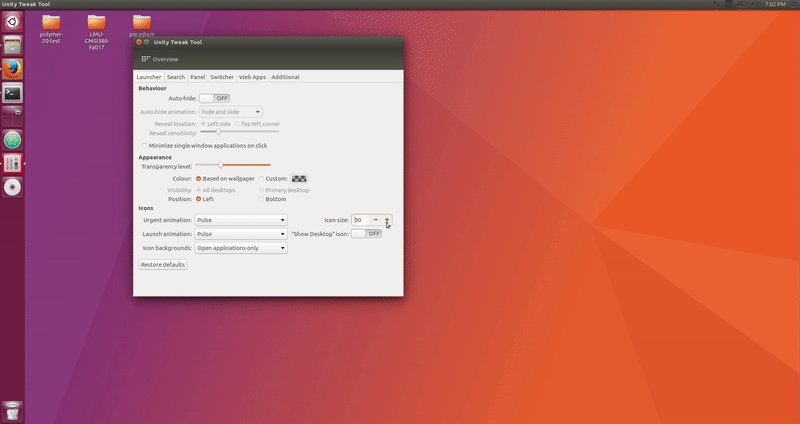 Unity Tweak Tool
7:02 PM
polymer-
20-test
LMU-
CMSI386-
Fall17
paradigm
Unity Tweak Tool
Overview
Launcher Search Panel Switcher Web Apps Additional
Behaviour
Auto-hide: OFF
Auto-hide animation: Fade and slide
Reveal location: Left side Top left corner
Reveal sensitivity:
Minimize single window applications on click
Appearance
Transparency level:
Colour: Based on wallpaper Custom:
Visibility: All desktops Primary desktop
Position: Left Bottom
Icons
Urgent animation: Pulse Icon size: 50
Launch animation: Pulse "Show Desktop" icon: OFF
Icon backgrounds: Open applications only
Restore defaults